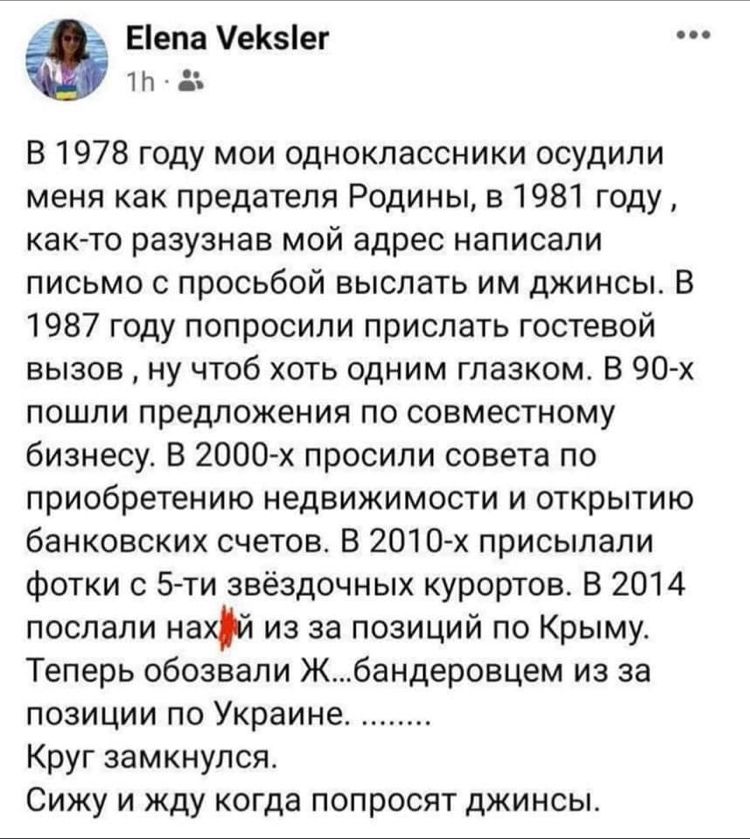 Elena Veksler
1h
В 1978 году мои одноклассники осудили
меня как предателя Родины, в 1981 году ,
как-то разузнав мой адрес написали
письмо с просьбой выслать им джинсы. В
1987 году попросили прислать гостевой
вызов , ну чтоб хоть одним глазком. В 90-х
пошли предложения по совместному
бизнесу. В 2000-х просили совета по
приобретению недвижимости и открытию
банковских счетов. В 2010-х присылали
фотки с 5-ти звёздочных курортов. В 2014
послали из за позиций по Крыму.
Теперь обозвали Ж...бандеровцем из за
позиции по Украине. ........
Круг замкнулся.
Сижу и жду когда попросят джинсы.